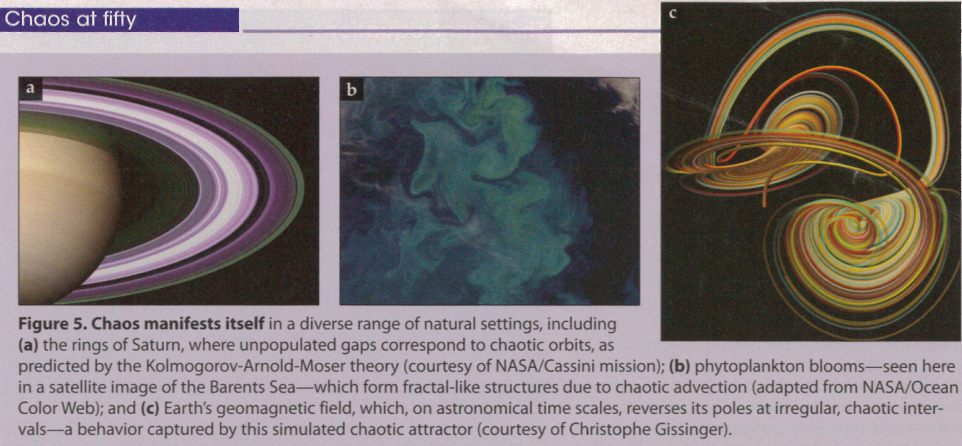 Chaos at fifty
a
b
c
Figure 5. Chaos manifests itself in a diverse range of natural settings, including
(a) the rings of Saturn, where unpopulated gaps correspond to chaotic orbits, as
predicted by the Kolmogorov-Arnold-Moser theory (courtesy of NASA/Cassini mission); (b) phytoplankton blooms—seen here
in a satellite image of the Barents Sea—which form fractal-like structures due to chaotic advection (adapted from NASA/Ocean
Color Web); and (c) Earth's geomagnetic field, which, on astronomical time scales, reverses its poles at irregular, chaotic inter-
vals—a behavior captured by this simulated chaotic attractor (courtesy of Christophe Gissinger).